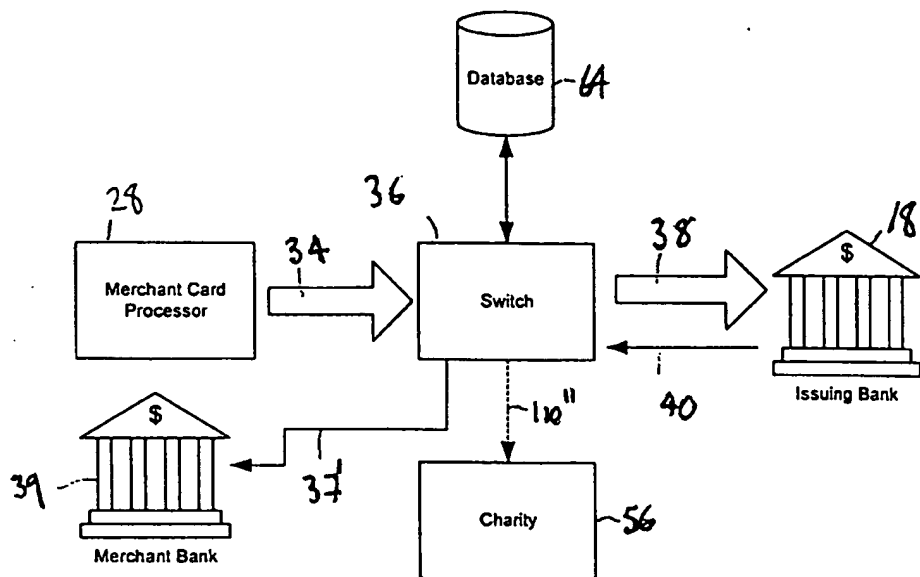 Database
64
36
28
34
38
18
$
Merchant Card
Processor
Switch
40
Issuing Bank
$
39
37'
Charity
56
Merchant Bank